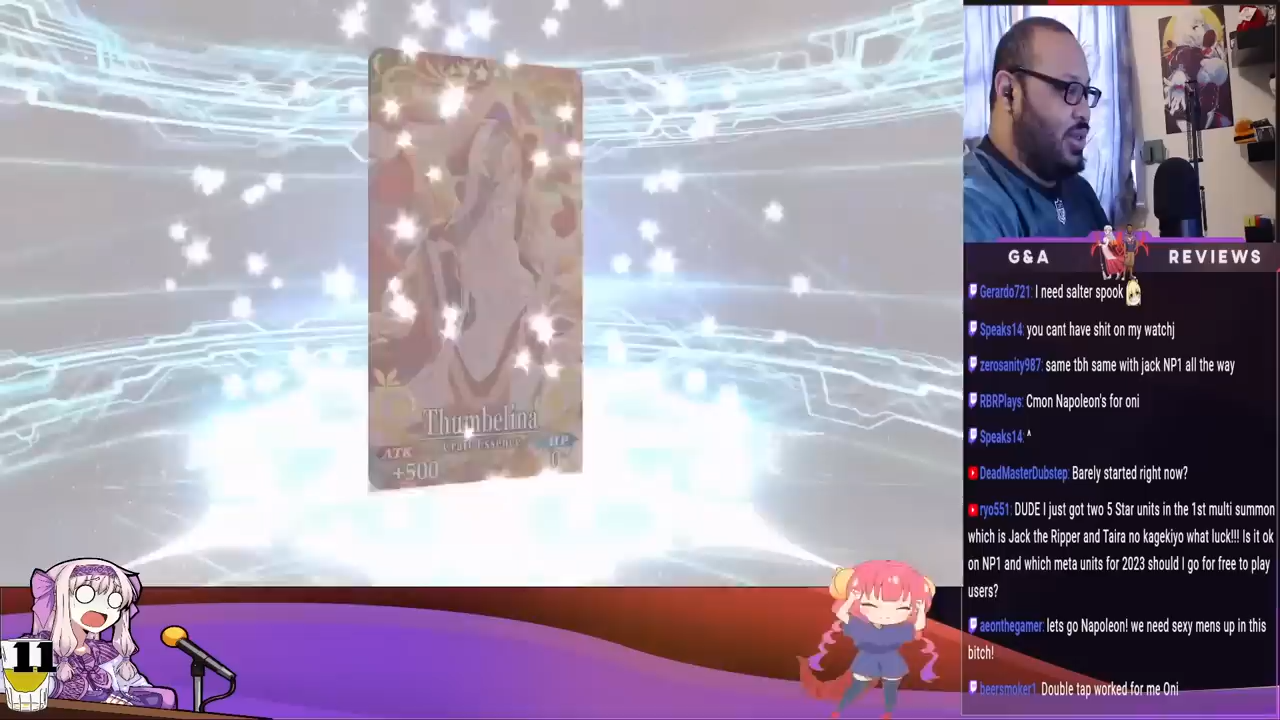 Thumbelina
Craft Essence
ATK
HP
+500
0
11
G&A REVIEWS
Gerardo721: I need salter spook
Speaks14: you cant have shit on my watchj
zerosanity987: same tbh same with jack NP1 all the way
RBRPlays: Cmon Napoleon's for oni
Speaks14: ^
DeadMasterDubstep: Barely started right now?
ryo551: DUDE I just got two 5 Star units in the 1st multi summon
which is Jack the Ripper and Taira no kagekiyo what luck!!! Is it ok
on NP1 and which meta units for 2023 should I go for free to play
users?
aeonthegamer: lets go Napoleon! we need sexy mens up in this
bitch!
beersmoker1: Double tap worked for me Oni